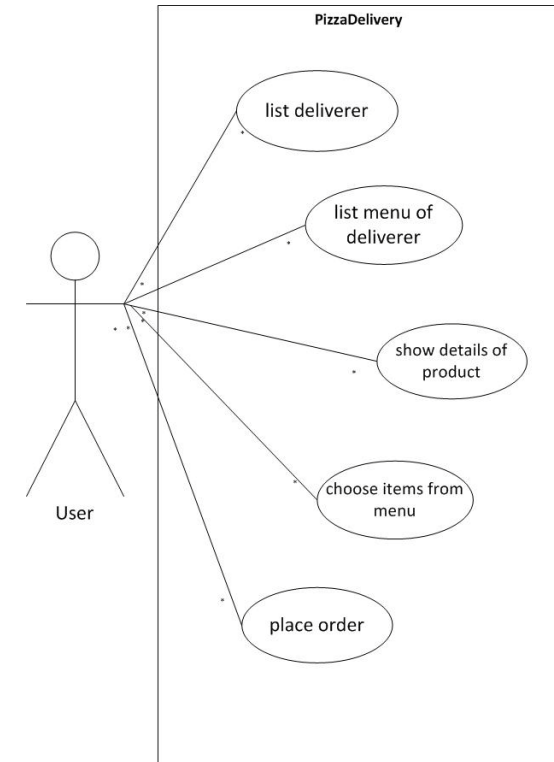 PizzaDelivery
list deliverer
*
list menu of
deliverer
*
*
show details of
product
*
*
*
*
*
choose items from
menu
*
User
*
place order